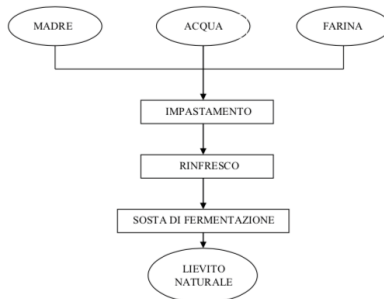 MADRE
ACQUA
FARINA
IMPASTAMENTO
RINFRESCO
SOSTA DI FERMENTAZIONE
LIEVITO
NATURALE